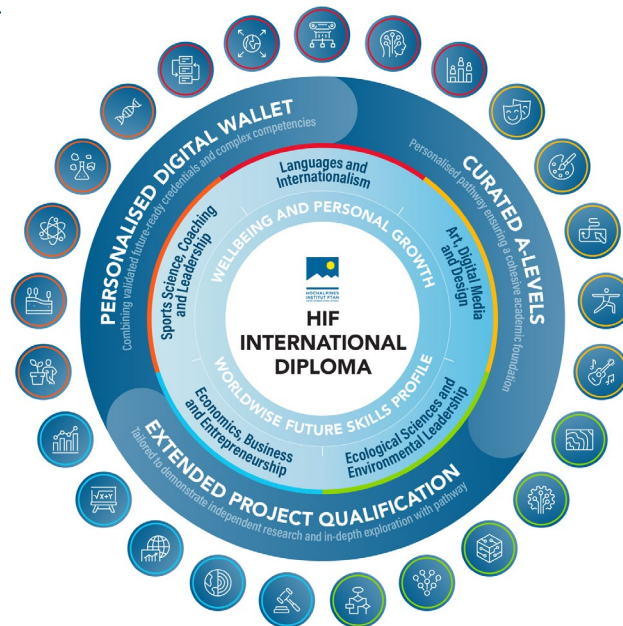 PERSONALISED DIGITAL WALLET
Combining validated future-ready credentials and complex competencies
CURATED A-LEVELS
Personalised pathway ensuring a cohesive academic foundation
EXTENDED PROJECT QUALIFICATION
Tailored to demonstrate independent research and in-depth exploration with pathway
Languages and
Internationalism
Art, Digital Media
and Design
Ecological Sciences and
Environmental Leadership
Economics, Business
and Entrepreneurship
Sports Science, Coaching
and Leadership
WELLBEING AND PERSONAL GROWTH
WORLDWISE FUTURE SKILLS PROFILE
HOCHALPINES
INSTITUT FTAN
HIF
INTERNATIONAL
DIPLOMA
√x+y